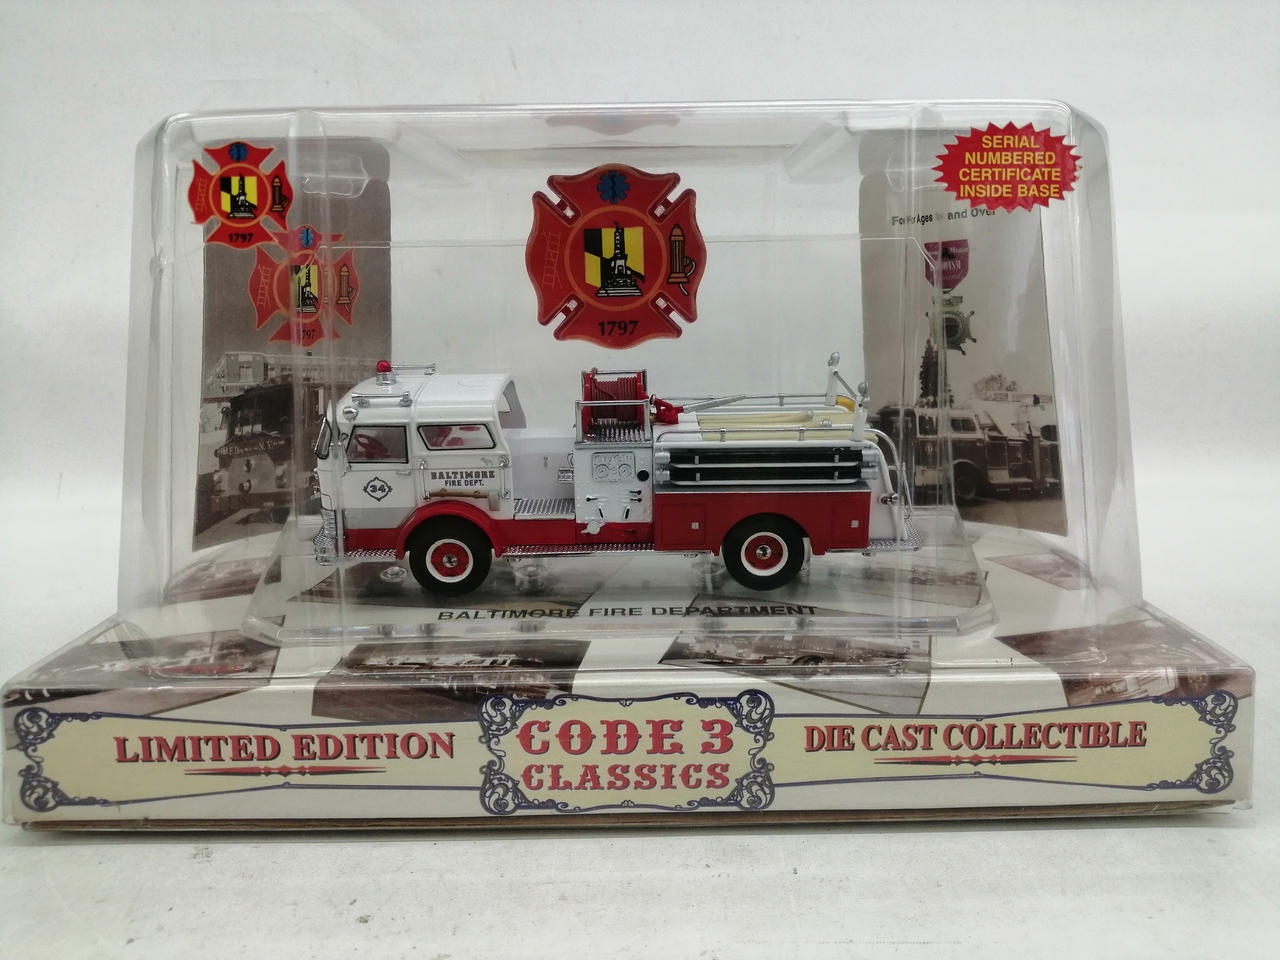 SERIAL
NUMBERED
CERTIFICATE
INSIDE BASE
1797
1797
1797
For Ages and Over
34
BALTIMORE
FIRE DEPT.
BALTIMORE FIRE DEPARTMENT
LIMITED EDITION
CODE 3
CLASSICS
DIE CAST COLLECTIBLE